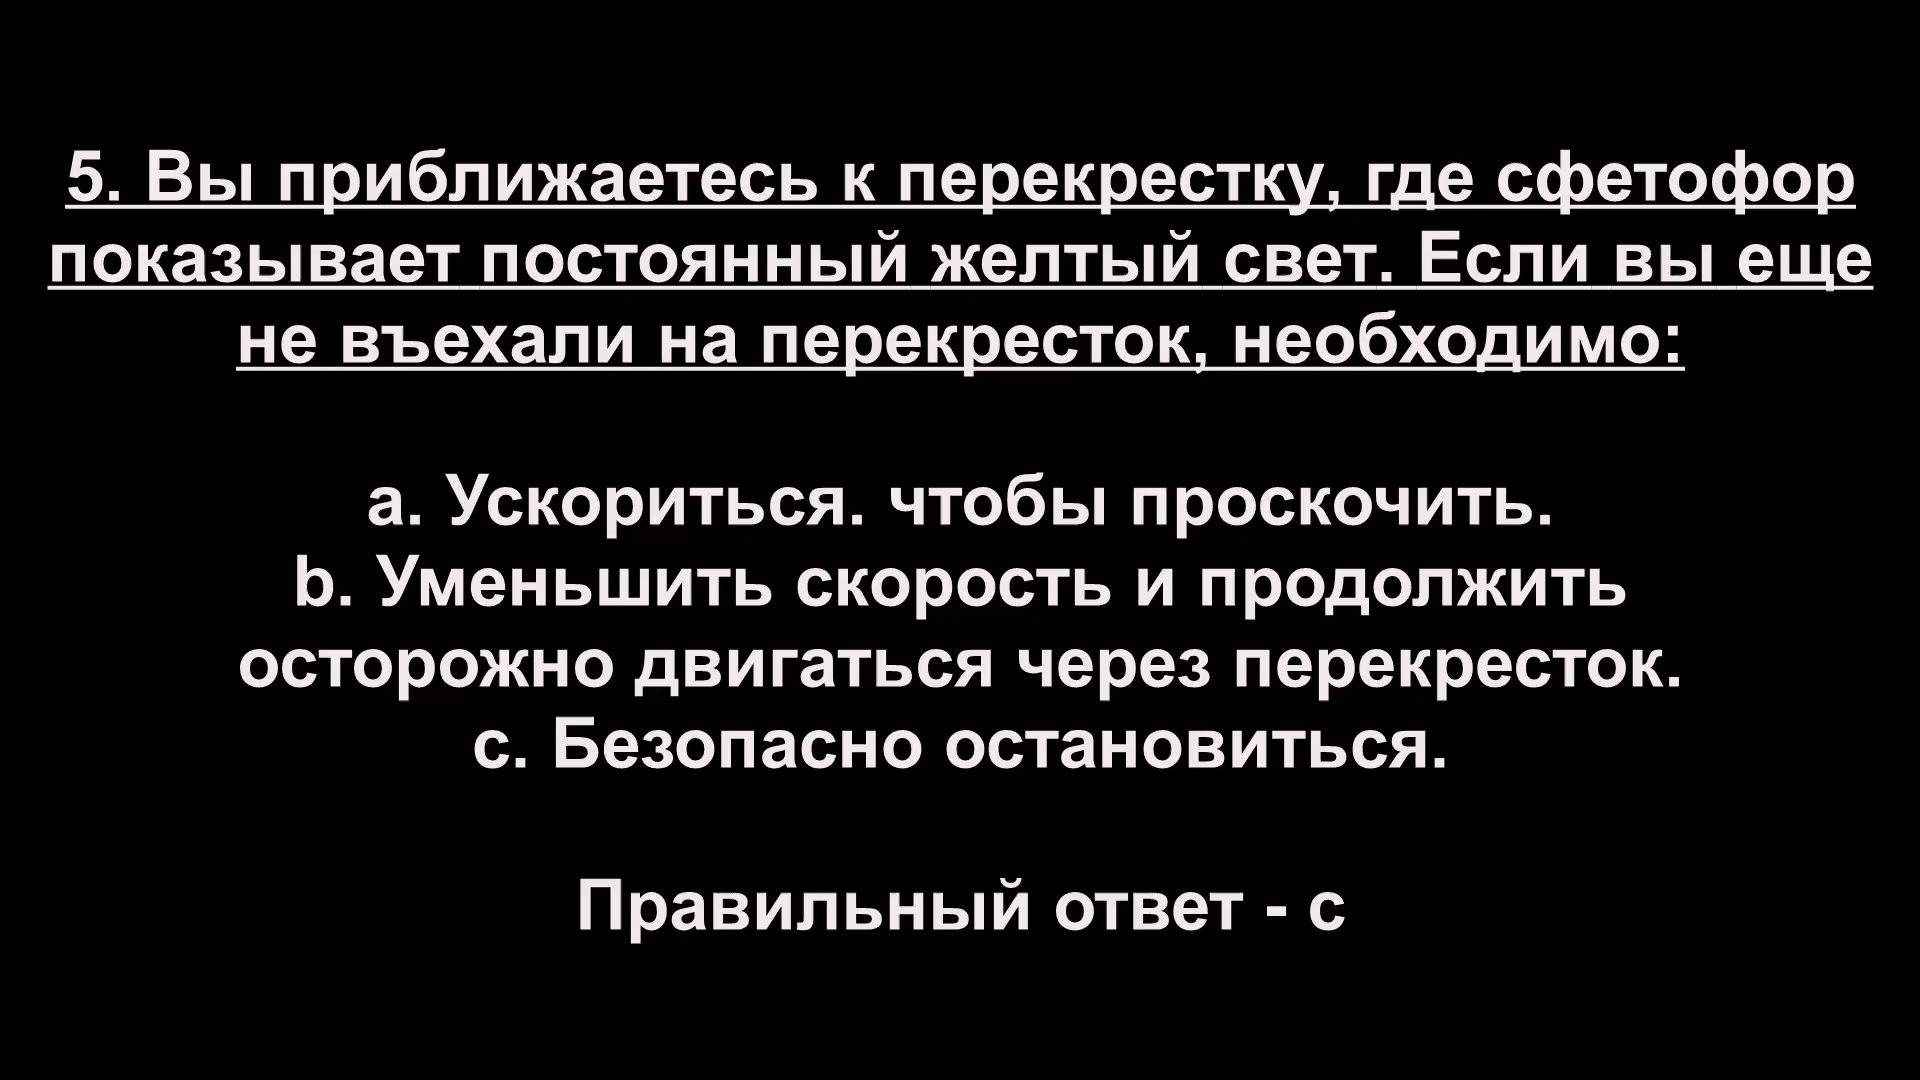 5. Вы приближаетесь к перекрестку, где сфетофор
показывает постоянный желтый свет. Если вы еще
не въехали на перекресток, необходимо:
a. Ускориться. чтобы проскочить.
b. Уменьшить скорость и продолжить
осторожно двигаться через перекресток.
c. Безопасно остановиться.
Правильный ответ - c